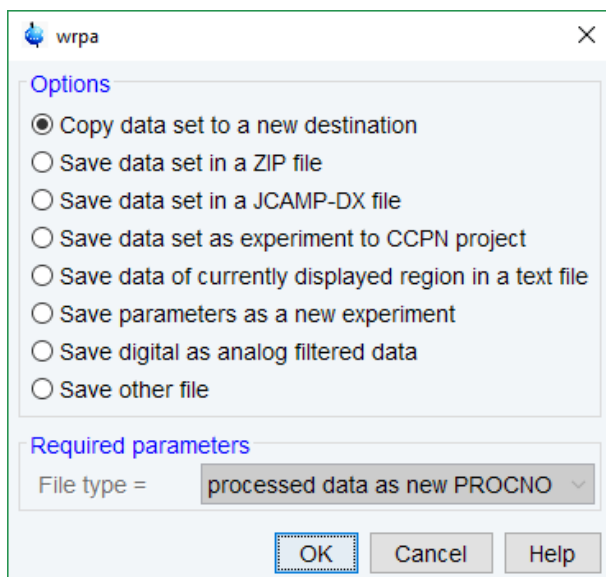 wrpa
Options
Copy data set to a new destination
Save data set in a ZIP file
Save data set in a JCAMP-DX file
Save data set as experiment to CCPN project
Save data of currently displayed region in a text file
Save parameters as a new experiment
Save digital as analog filtered data
Save other file
Required parameters
File type = processed data as new PROCNO
OK Cancel Help